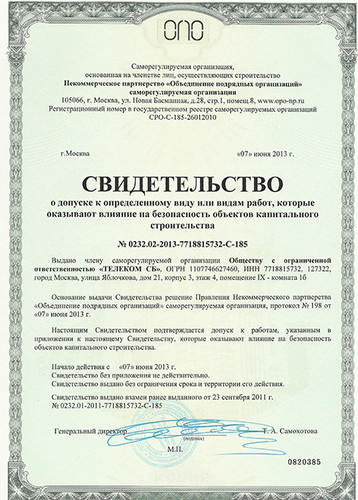 ОПО
Саморегулируемая организация,
основанная на членстве лиц, осуществляющих строительство
Некоммерческое партнерство «Объединение подрядных организаций»
саморегулируемая организация
105066, г. Москва, ул. Новая Басманная, д.28, стр.1, помещ.8, www.oro-np.ru
Регистрационный номер в государственном реестре саморегулируемых организаций
СРО-С-185-26012010
г.Москва «07» июня 2013 г.
СВИДЕТЕЛЬСТВО
о допуске к определенному виду или видам работ, которые
оказывают влияние на безопасность объектов капитального
строительства
№ 0232.02-2013-7718815732-С-185
Выдано члену саморегулируемой организации Обществу с ограниченной
ответственностью «ТЕЛЕКОМ СБ», ОГРН 1107746627460, ИНН 7718815732, 127322,
город Москва, улица Яблочкова, дом 21, корпус 3, этаж 4, помещение IX - комната 1б
Основание выдачи Свидетельства решение Правления Некоммерческого партнерства
«Объединение подрядных организаций» саморегулируемая организация, протокол № 198 от
«07» июня 2013 г.
Настоящим Свидетельством подтверждается допуск к работам, указанным в
приложении к настоящему Свидетельству, которые оказывают влияние на безопасность
объектов капитального строительства.
Начало действия с «07» июня 2013 г.
Свидетельство без приложения не действительно.
Свидетельство выдано без ограничения срока и территории его действия.
Свидетельство выдано взамен ранее выданного от 23 сентября 2011 г.
№ 0232.01-2011-7718815732-С-185
Генеральный директор Т. А. Самохотова
(подпись)
М.П.
0820385